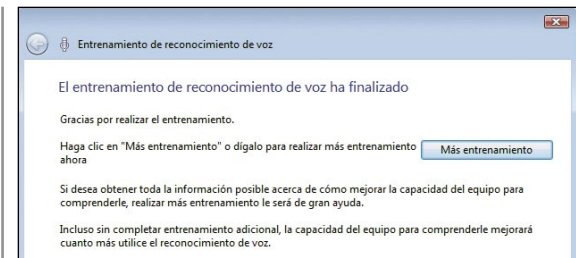 Entrenamiento de reconocimiento de voz
El entrenamiento de reconocimiento de voz ha finalizado
Gracias por realizar el entrenamiento.
Haga clic en "Más entrenamiento" o dígalo para realizar más entrenamiento
ahora
Más entrenamiento
Si desea obtener toda la información posible acerca de cómo mejorar la capacidad del equipo para
comprenderle, realizar más entrenamiento le será de gran ayuda.
Incluso sin completar entrenamiento adicional, la capacidad del equipo para comprenderle mejorará
cuanto más utilice el reconocimiento de voz.